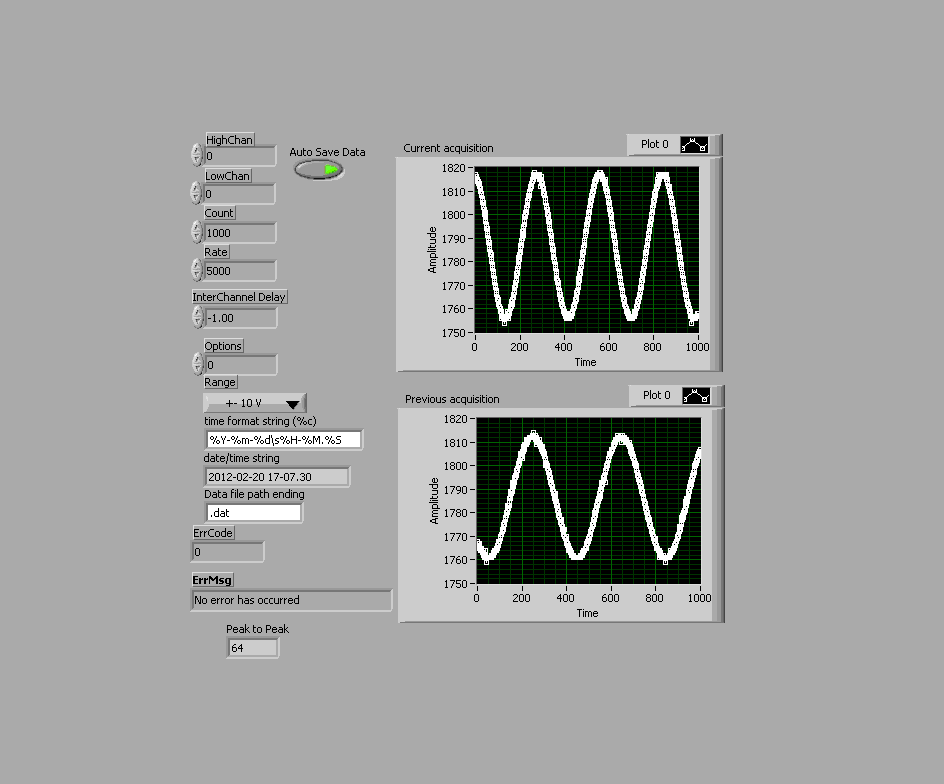 HighChan
0
LowChan
0
Count
1000
Rate
5000
InterChannel Delay
-1.00
Options
0
Range
+- 10 V
time format string (%c)
%Y-%m-%d\s%H-%M.%S
date/time string
2012-02-20 17-07.30
Data file path ending
.dat
ErrCode
0
ErrMsg
No error has occurred
Peak to Peak
64
Auto Save Data
Current acquisition
Plot 0
1820
1810
1800
1790
1780
1770
1760
1750
Amplitude
0 200 400 600 800 1000
Time
Previous acquisition
Plot 0
1820
1810
1800
1790
1780
1770
1760
1750
Amplitude
0 200 400 600 800 1000
Time